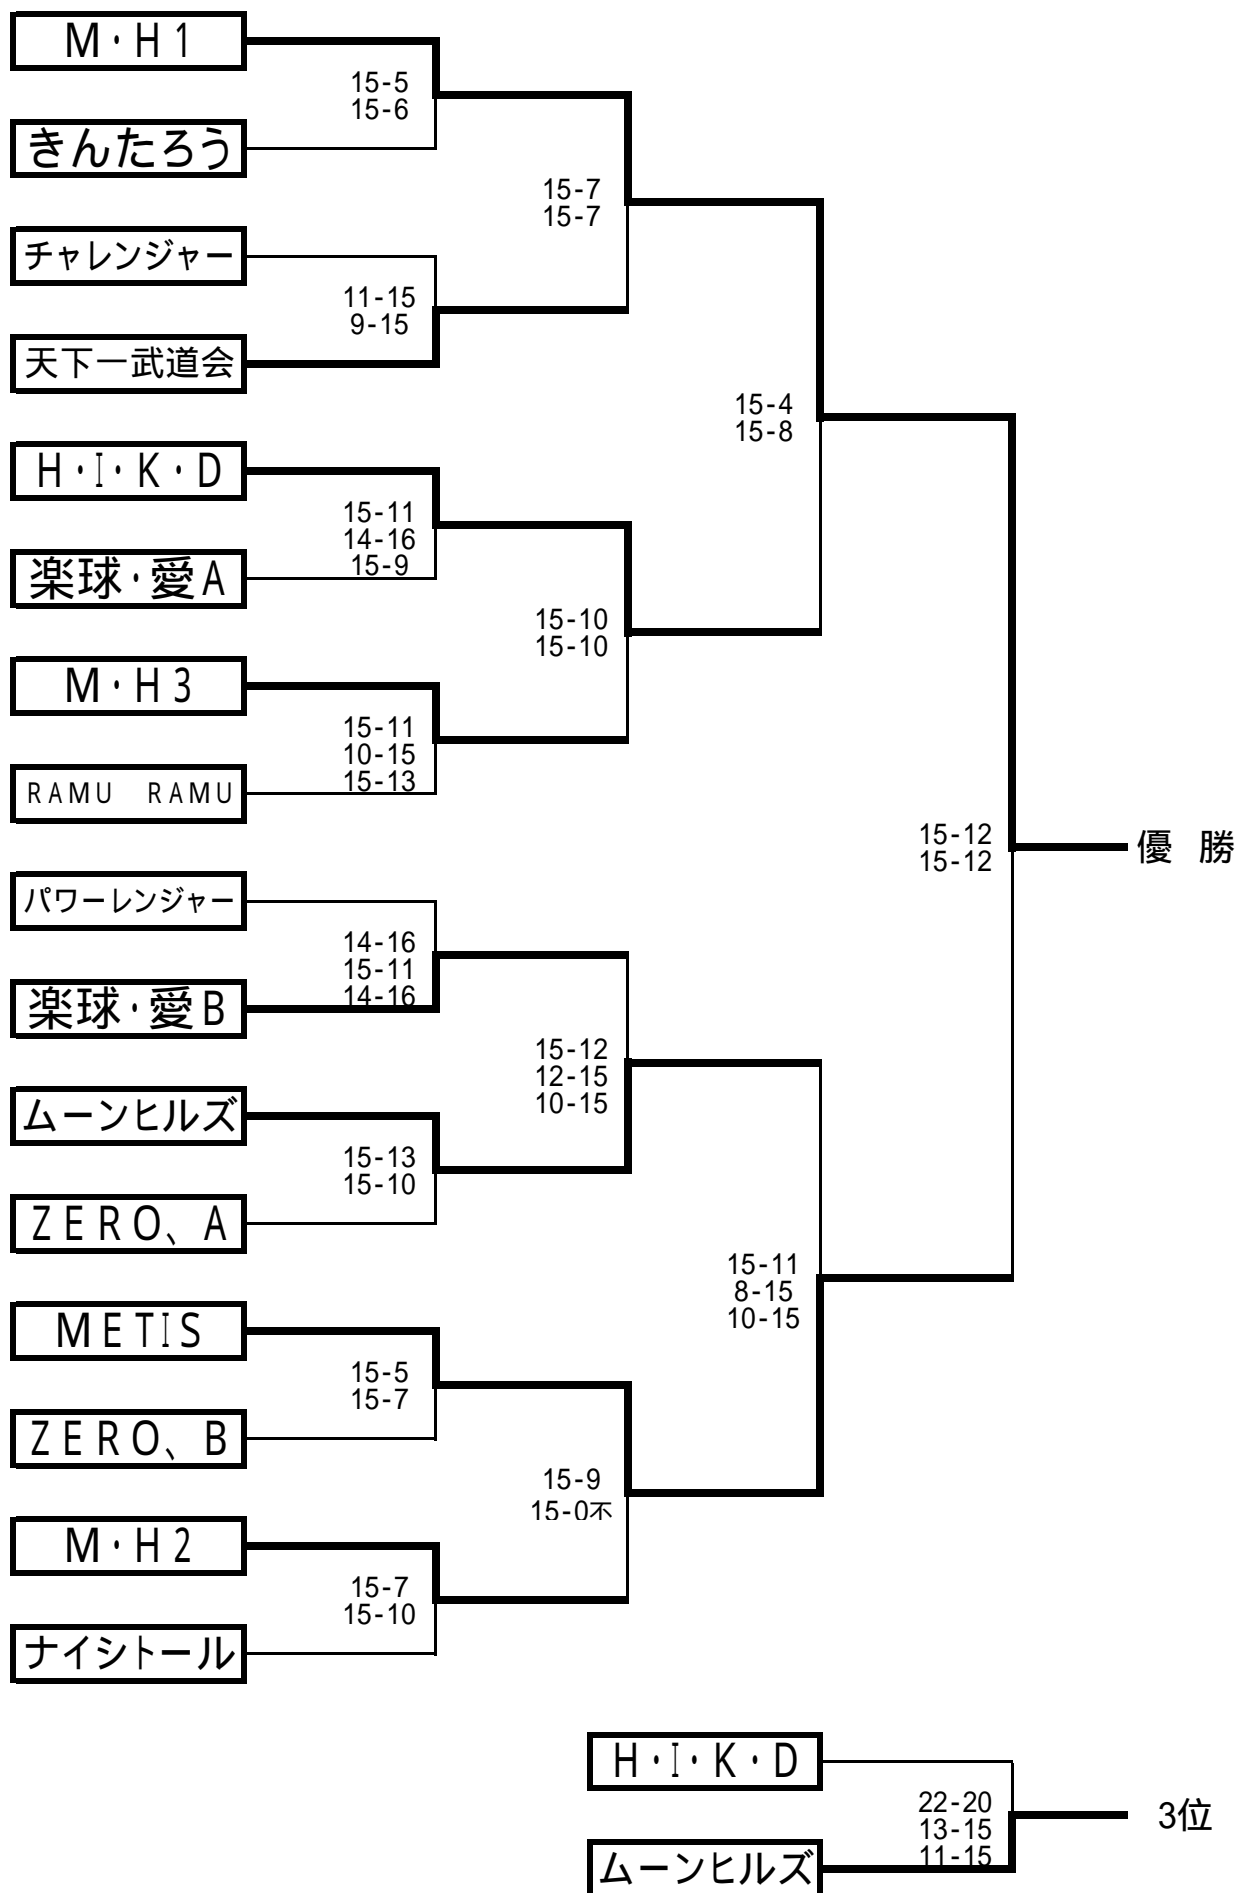 M・H1
15-5
15-6
きんたろう
15-7
15-7
チャレンジャー
11-15
9-15
天下一武道会
15-4
15-8
H・I・K・D
15-11
14-16
15-9
楽球・愛A
15-10
15-10
M・H3
15-11
10-15
15-13
RAMU　RAMU
15-12
15-12
優　勝
パワーレンジャー
14-16
15-11
14-16
楽球・愛B
15-12
12-15
10-15
ムーンヒルズ
15-13
15-10
ZERO、A
15-11
8-15
10-15
METIS
15-5
15-7
ZERO、B
15-9
15-0不
M・H2
15-7
15-10
ナイシトール
H・I・K・D
22-20
13-15
11-15
3位
ムーンヒルズ